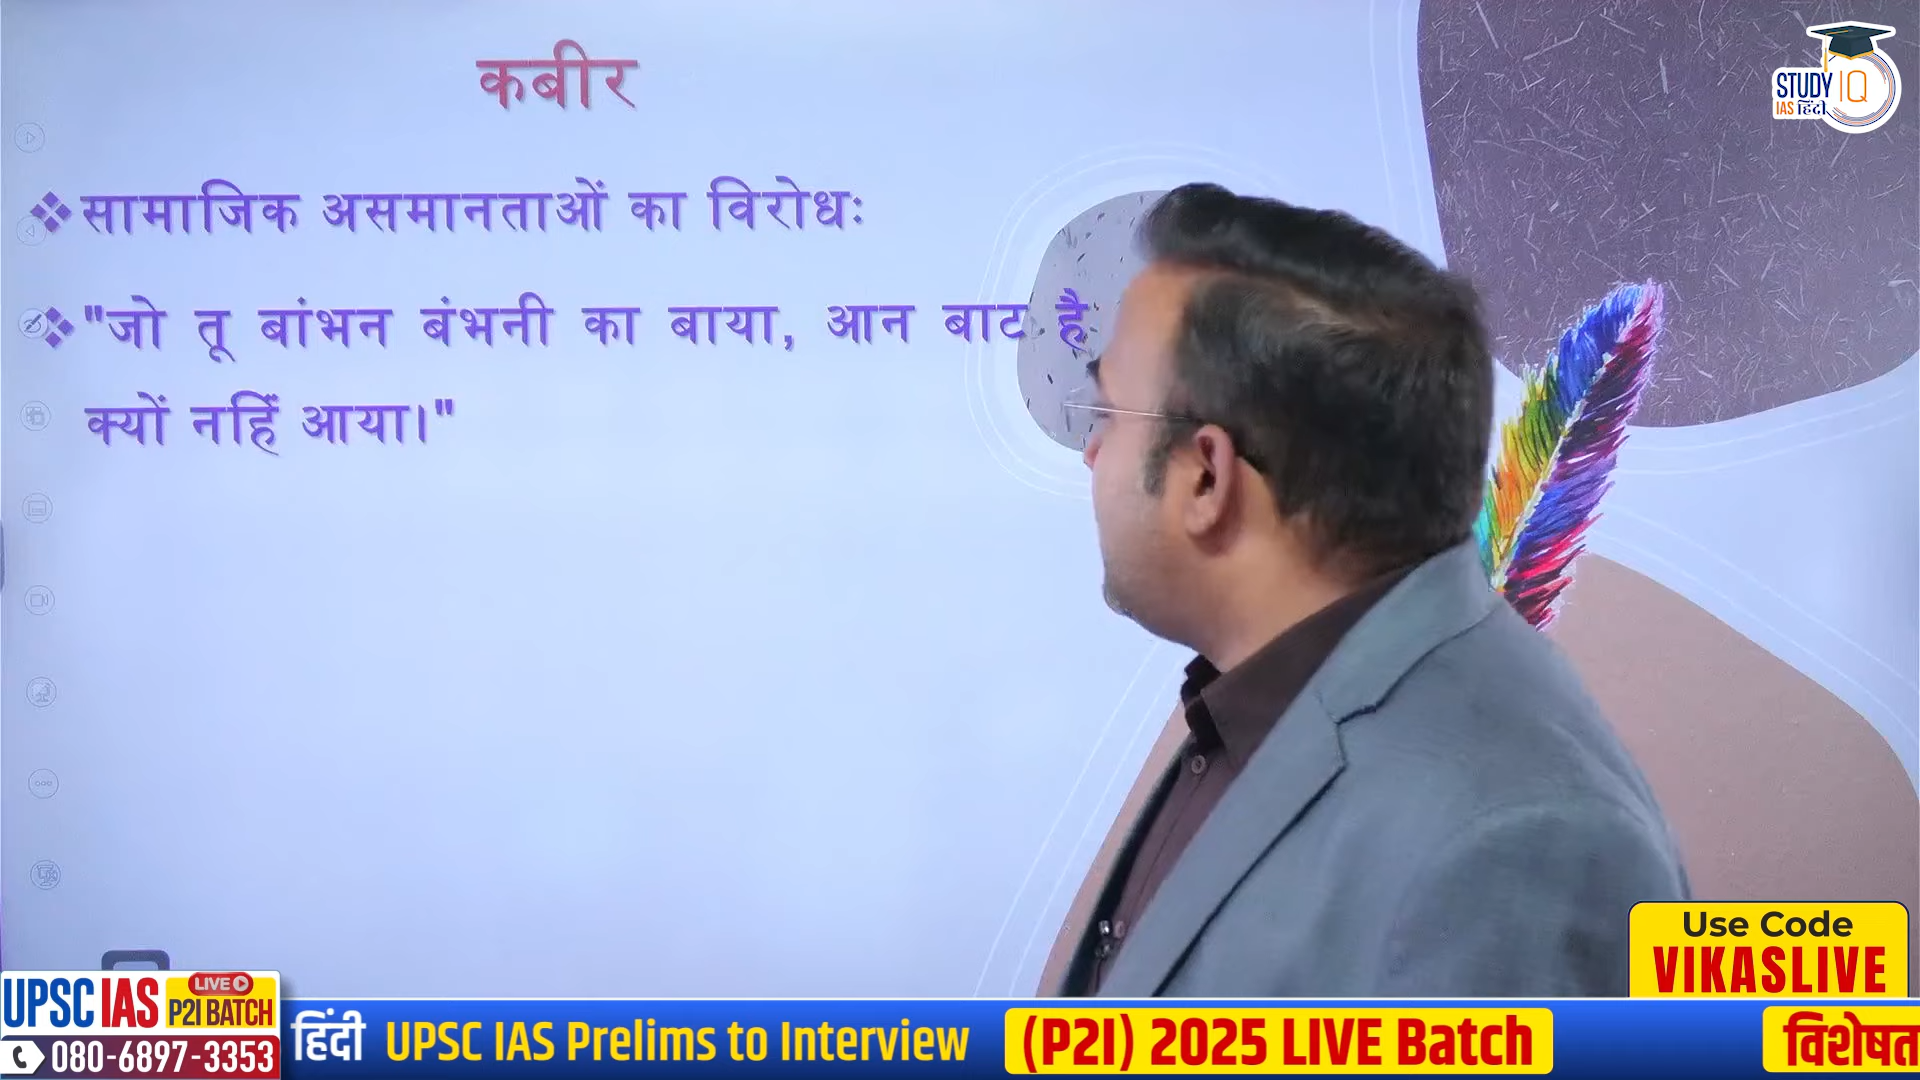 कबीर
STUDY IQ
IAS हिंदी
❖सामाजिक असमानताओं का विरोधः
❖"जो तू बांभन बंभनी का बाया, आन बाट है
क्यों नहिं आया।"
Use Code
VIKASLIVE
UPSC IAS LIVE P2I BATCH
080-6897-3353
हिंदी UPSC IAS Prelims to Interview (P2I) 2025 LIVE Batch